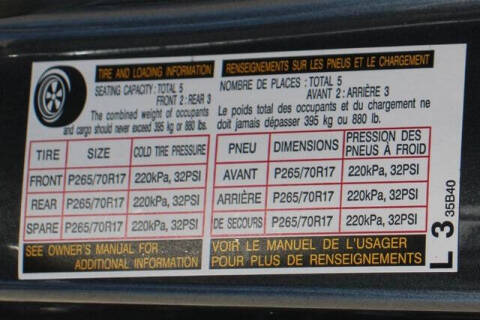 TIRE AND LOADING INFORMATION
SEATING CAPACITY: TOTAL 5
FRONT 2 : REAR 3
The combined weight of occupants
and cargo should never exceed 395 kg or 880 lbs.
TIRE SIZE COLD TIRE PRESSURE
FRONT P265/70R17 220kPa, 32PSI
REAR P265/70R17 220kPa, 32PSI
SPARE P265/70R17 220kPa, 32PSI
SEE OWNER'S MANUAL FOR
ADDITIONAL INFORMATION
RENSEIGNEMENTS SUR LES PNEUS ET LE CHARGEMENT
NOMBRE DE PLACES : TOTAL 5
AVANT 2 : ARRIÈRE 3
Le poids total des occupants et du chargement ne
doit jamais dépasser 395 kg ou 880 lb.
PNEU DIMENSIONS PRESSION DES
PNEUS À FROID
AVANT P265/70R17 220kPa, 32PSI
ARRIÈRE P265/70R17 220kPa, 32PSI
DE SECOURS P265/70R17 220kPa, 32PSI
VOIR LE MANUEL DE L'USAGER
POUR PLUS DE RENSEIGNEMENTS
L 3 35B40